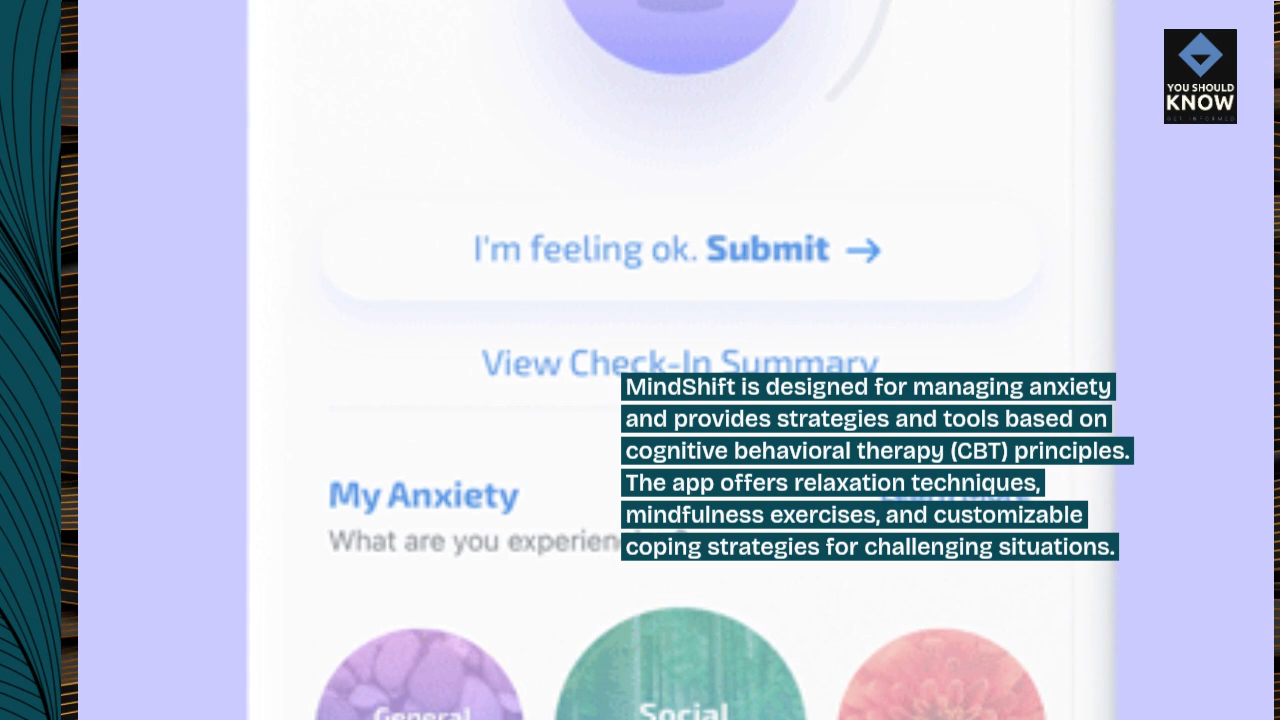 YOU SHOULD
KNOW
GET INFORMED
I'm feeling ok. Submit →
View Check-In Summary
MindShift is designed for managing anxiety
and provides strategies and tools based on
cognitive behavioral therapy (CBT) principles.
The app offers relaxation techniques,
mindfulness exercises, and customizable
coping strategies for challenging situations.
My Anxiety
What are you
General
Social